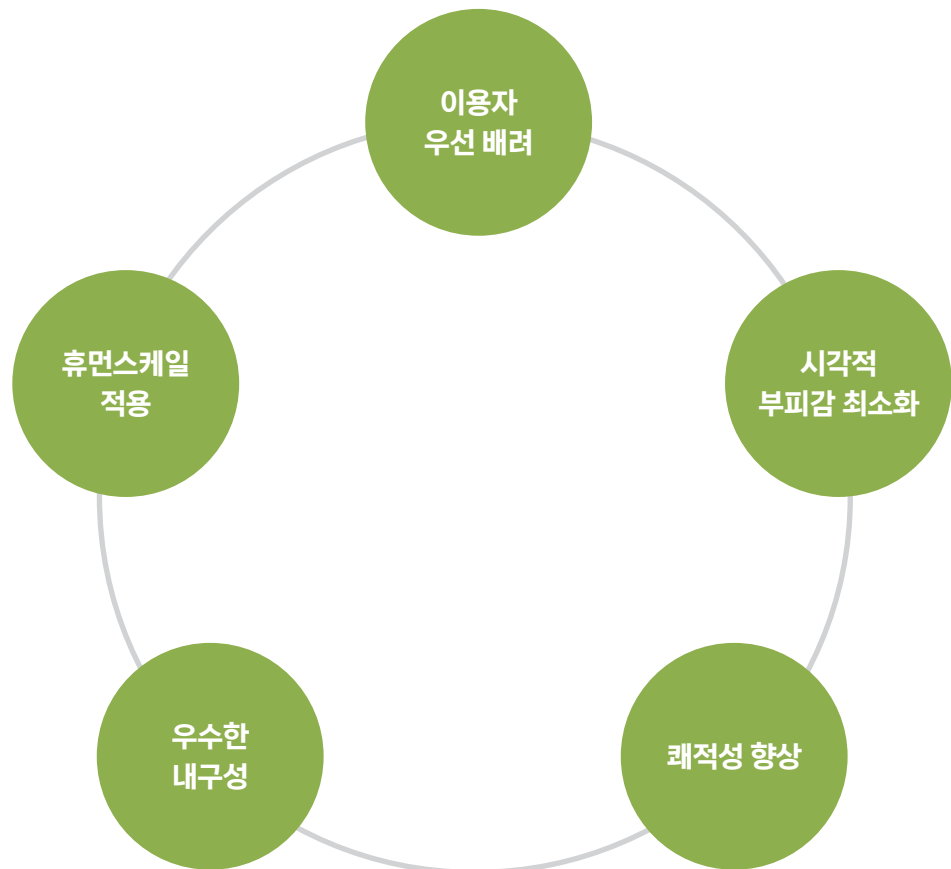 이용자
우선 배려
휴먼스케일
적용
시각적
부피감 최소화
우수한
내구성
쾌적성 향상